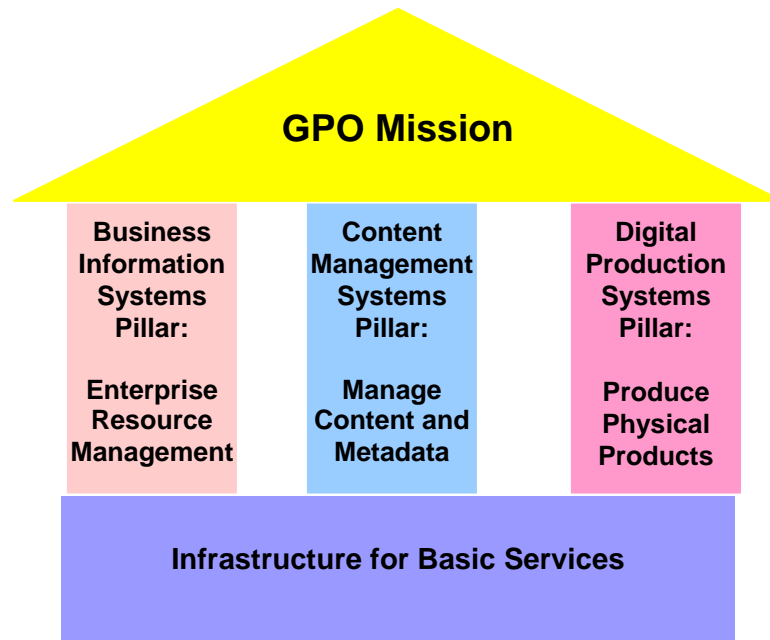 GPO Mission
Business
Information
Systems
Pillar:
Enterprise
Resource
Management
Content
Management
Systems
Pillar:
Manage
Content and
Metadata
Digital
Production
Systems
Pillar:
Produce
Physical
Products
Infrastructure for Basic Services